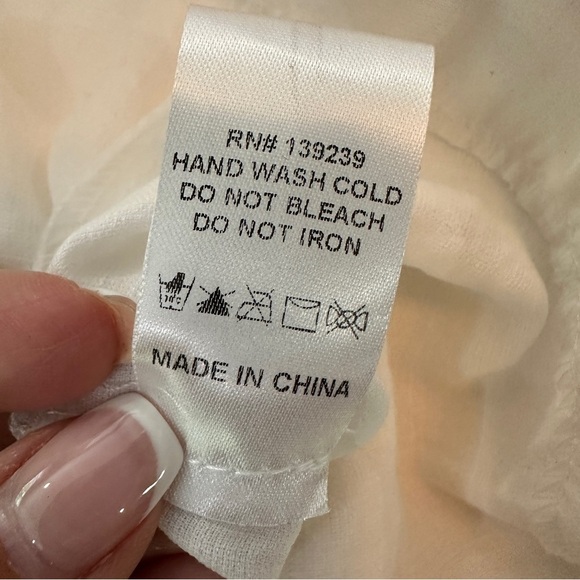 RN# 139239
HAND WASH COLD
DO NOT BLEACH
DO NOT IRON
MADE IN CHINA